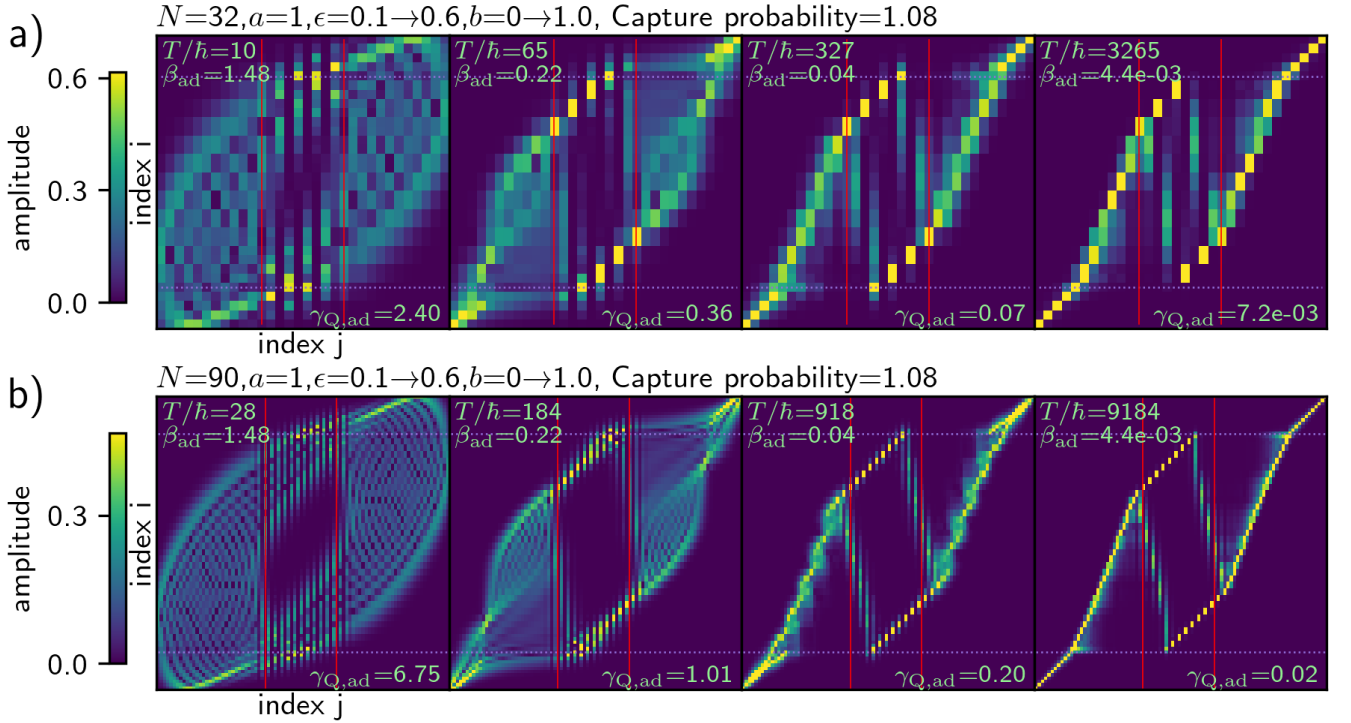 a)
N=32,a=1,ϵ=0.1→0.6,b=0→1.0, Capture probability=1.08
T/ħ=10
β_ad=1.48
γ_Q,ad=2.40
T/ħ=65
β_ad=0.22
γ_Q,ad=0.36
T/ħ=327
β_ad=0.04
γ_Q,ad=0.07
T/ħ=3265
β_ad=4.4e-03
γ_Q,ad=7.2e-03
0.6
0.3
0.0
amplitude
index i
index j
b)
N=90,a=1,ϵ=0.1→0.6,b=0→1.0, Capture probability=1.08
T/ħ=28
β_ad=1.48
γ_Q,ad=6.75
T/ħ=184
β_ad=0.22
γ_Q,ad=1.01
T/ħ=918
β_ad=0.04
γ_Q,ad=0.20
T/ħ=9184
β_ad=4.4e-03
γ_Q,ad=0.02
0.3
0.0
amplitude
index i
index j